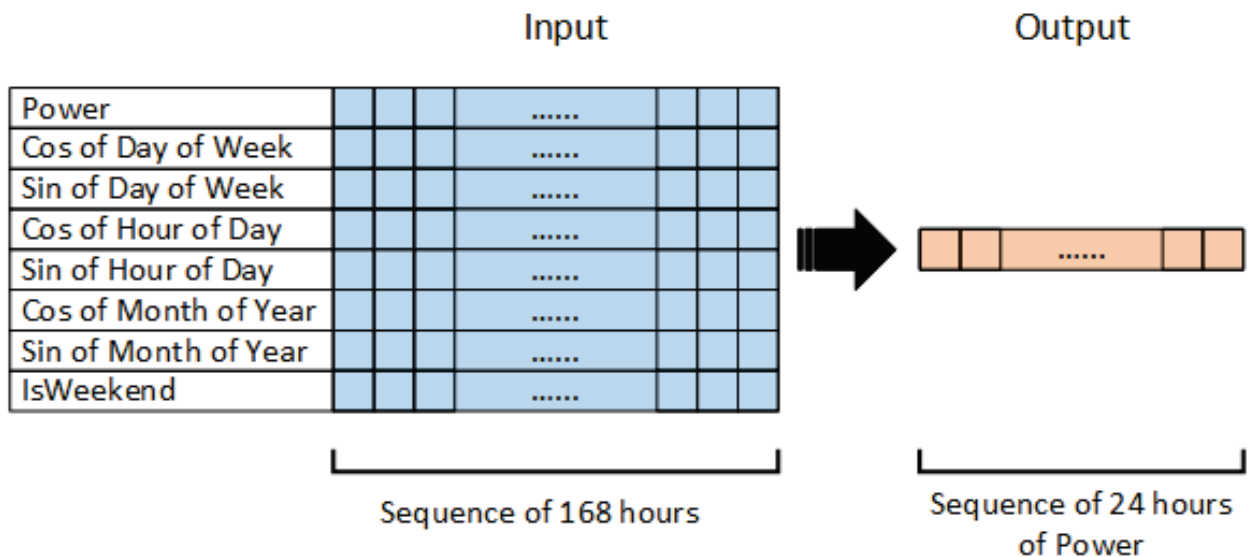 Input
Output
Power ......
Cos of Day of Week ......
Sin of Day of Week ......
Cos of Hour of Day ......
Sin of Hour of Day ......
......
Cos of Month of Year ......
Sin of Month of Year ......
IsWeekend ......
Sequence of 168 hours
Sequence of 24 hours
of Power